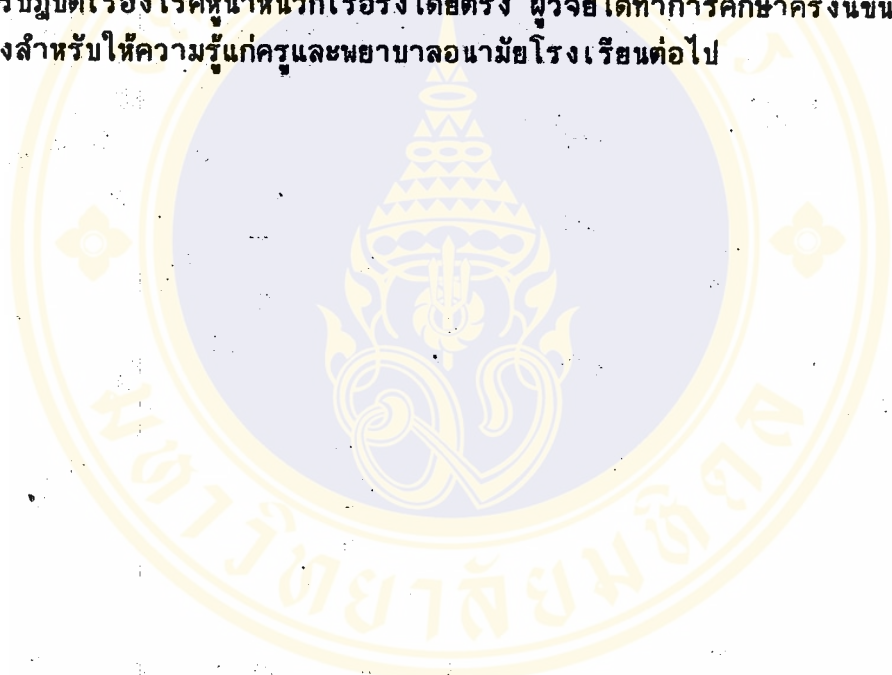 รปฏิบัติเรื่องโรคหูน้ำหนวกเรื้อรังโดยตรง ผู้วิจัยได้ทำการศึกษาครั้งนี้ขึ้น
งสำหรับให้ความรู้แก่ครูและพยาบาลอนามัยโรงเรียนต่อไป
มหาวิทยาลัยมหิดล